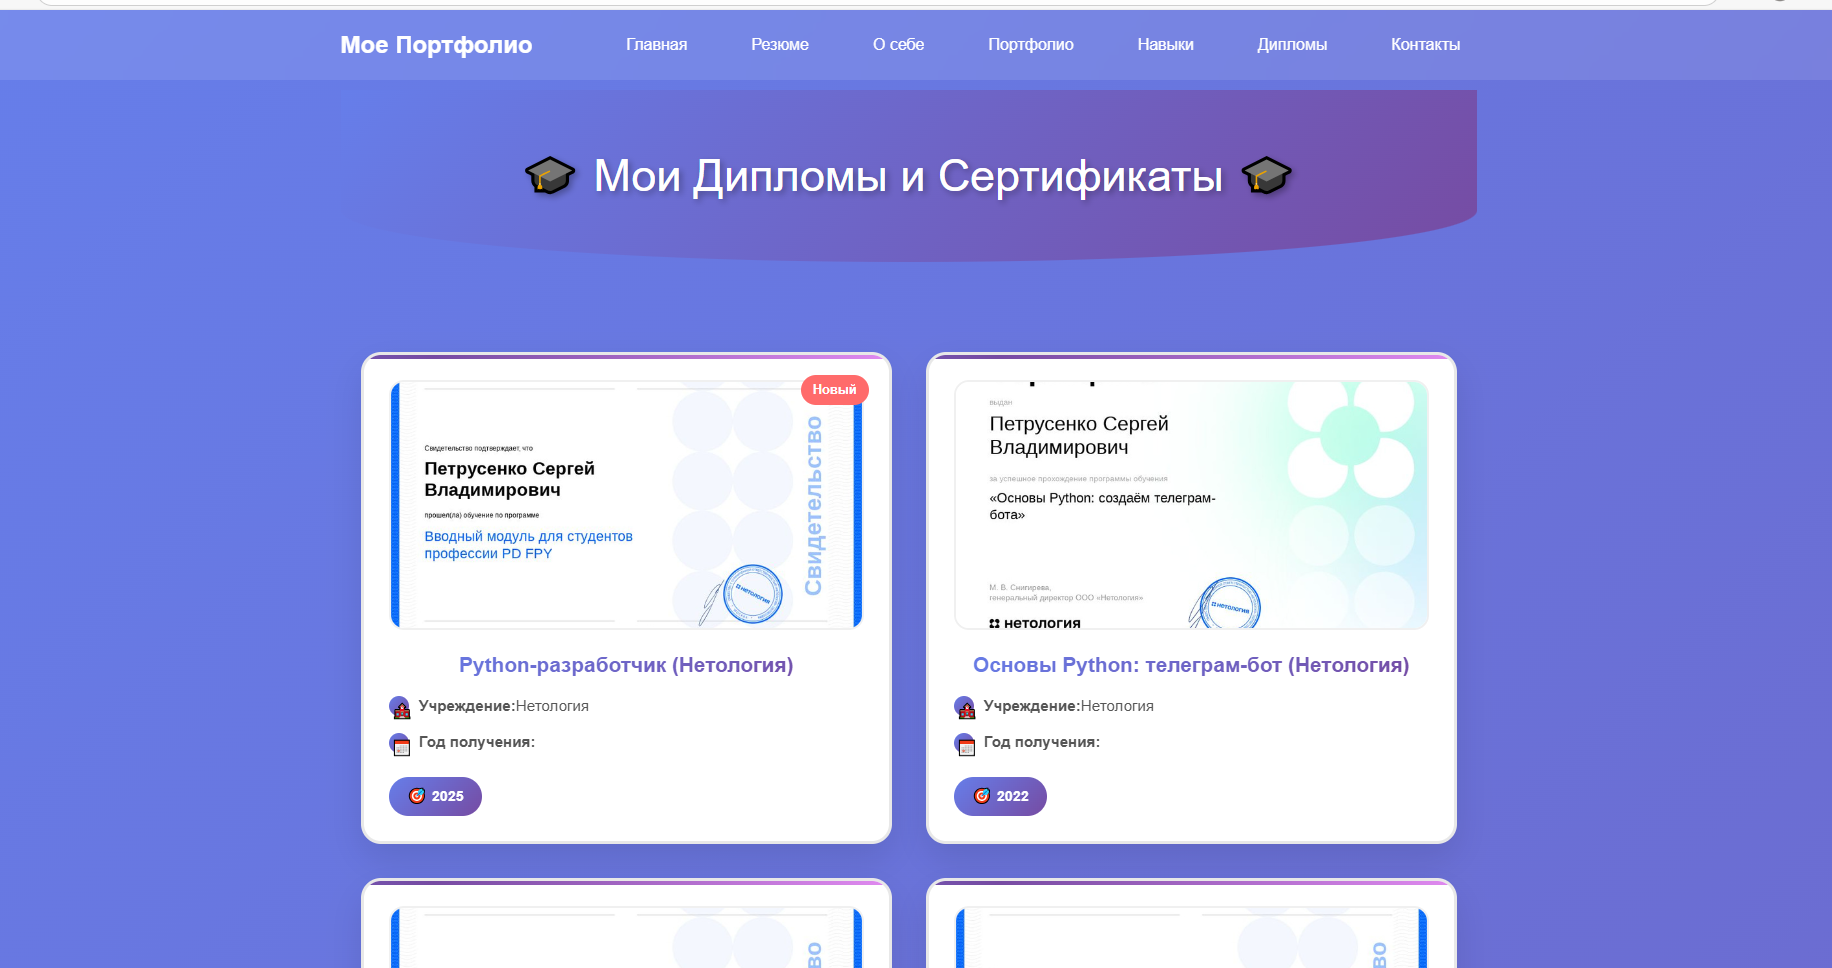 Мое Портфолио
Главная
Резюме
О себе
Портфолио
Навыки
Дипломы
Контакты
Мои Дипломы и Сертификаты
Новый
Свидетельство подтверждает, что
Петрусенко Сергей
Владимирович
прошел(ла) обучение по программе
Вводный модуль для студентов
профессии PD FPY
Свидетельство
нетология
Python-разработчик (Нетология)
Учреждение:Нетология
Год получения:
2025
выдан
Петрусенко Сергей
Владимирович
за успешное прохождение программы обучения
«Основы Python: создаём телеграм-
бота»
М. В. Снигирева,
генеральный директор ООО «Нетология»
нетология
нетология
Основы Python: телеграм-бот (Нетология)
Учреждение:Нетология
Год получения:
2022
во
во